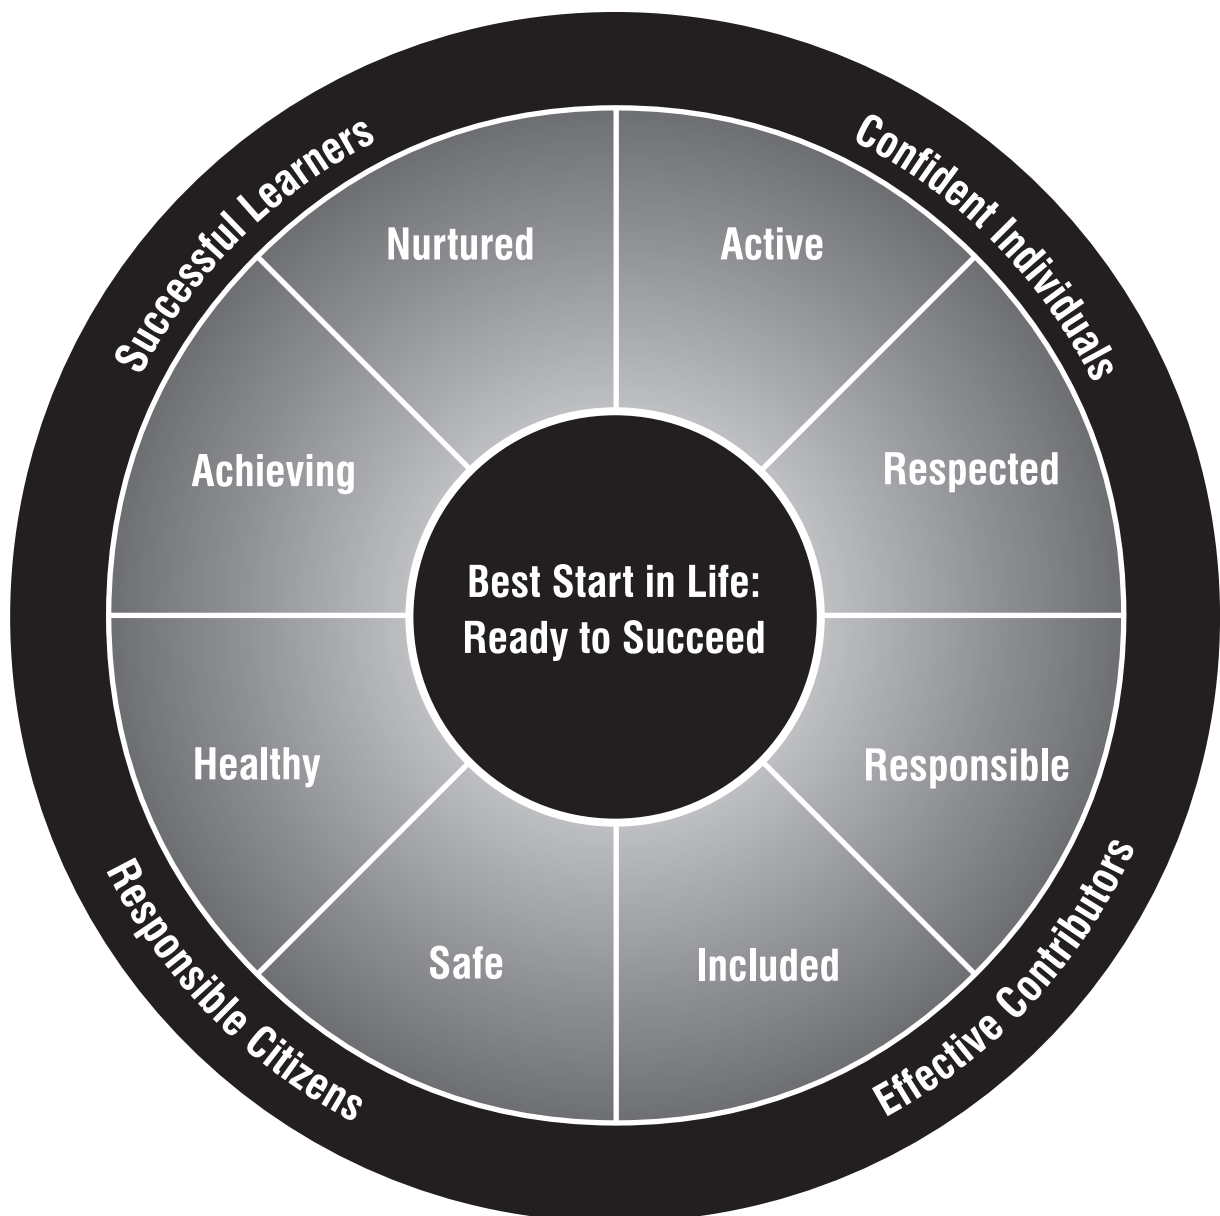 Successful Learners
Confident Individuals
Nurtured
Active
Achieving
Respected
Best Start in Life:
Ready to Succeed
Healthy
Responsible
Safe
Included
Responsible Citizens
Effective Contributors